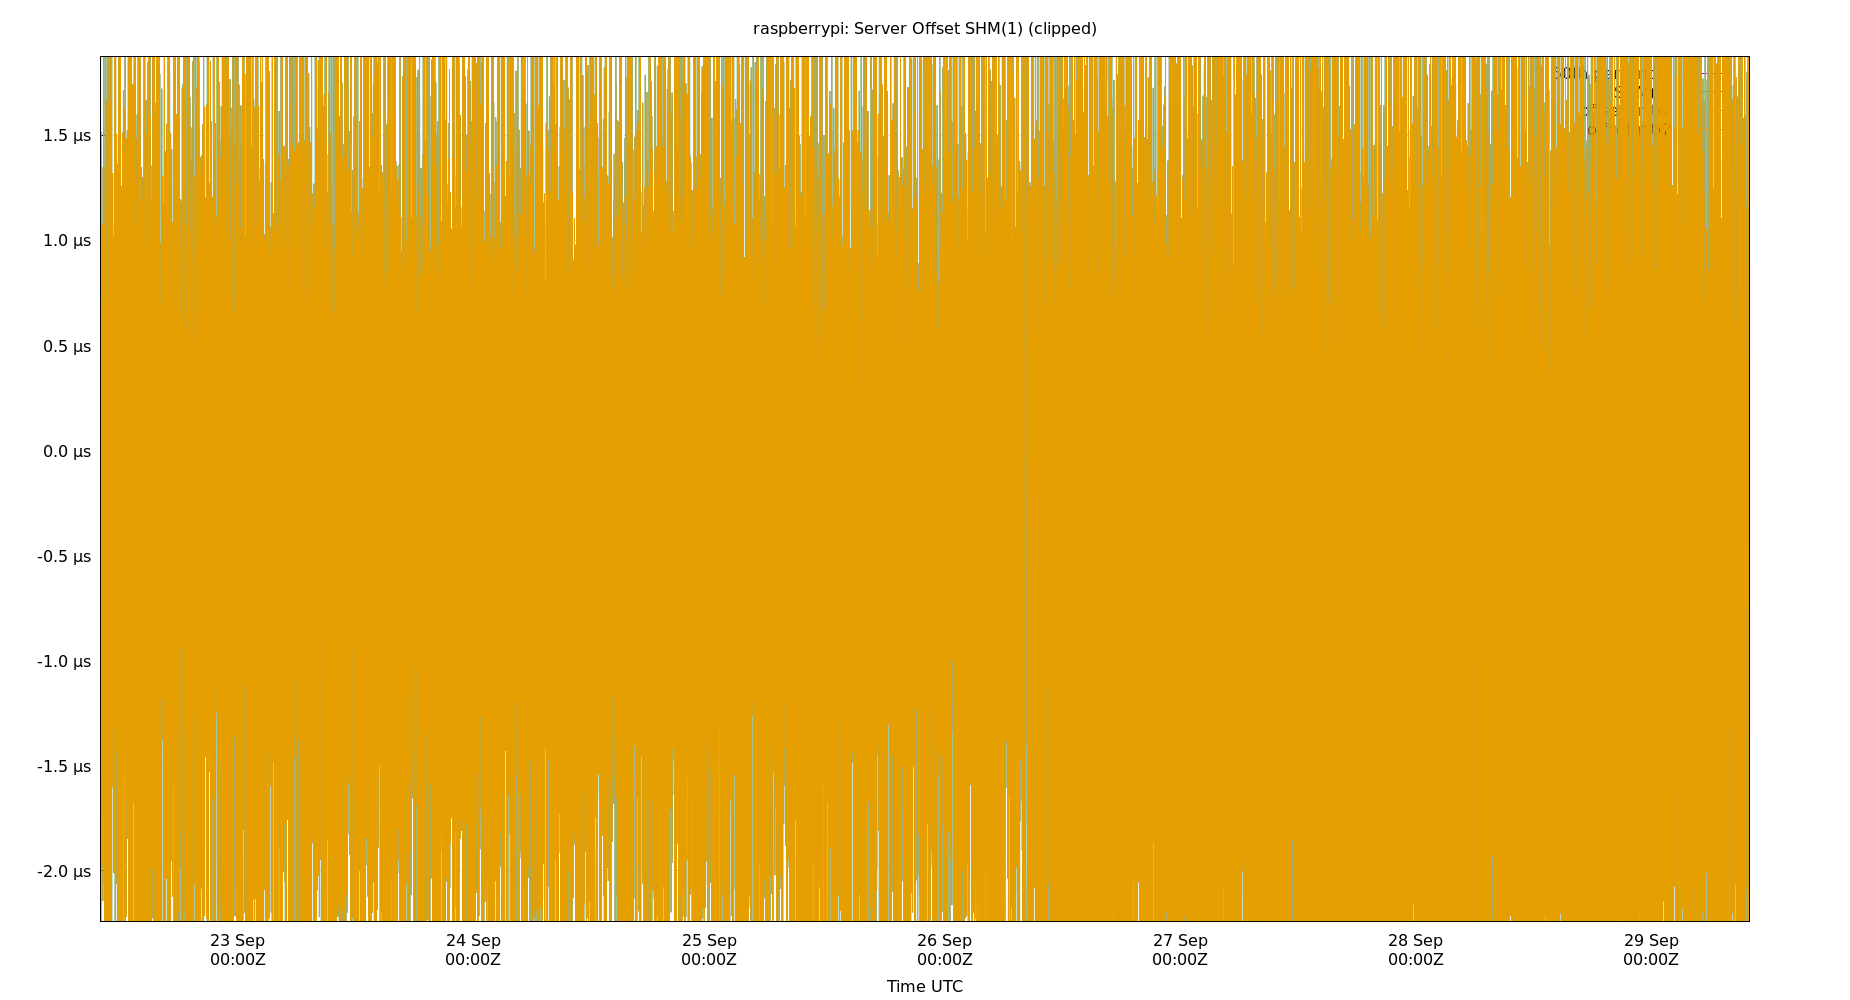 raspberrypi: Server Offset SHM(1) (clipped)
1.5 µs
1.0 µs
0.5 µs
0.0 µs
-0.5 µs
-1.0 µs
-1.5 µs
-2.0 µs
23 Sep 24 Sep 25 Sep 26 Sep 27 Sep 28 Sep 29 Sep
00:00Z 00:00Z 00:00Z 00:00Z 00:00Z 00:00Z 00:00Z
Time UTC